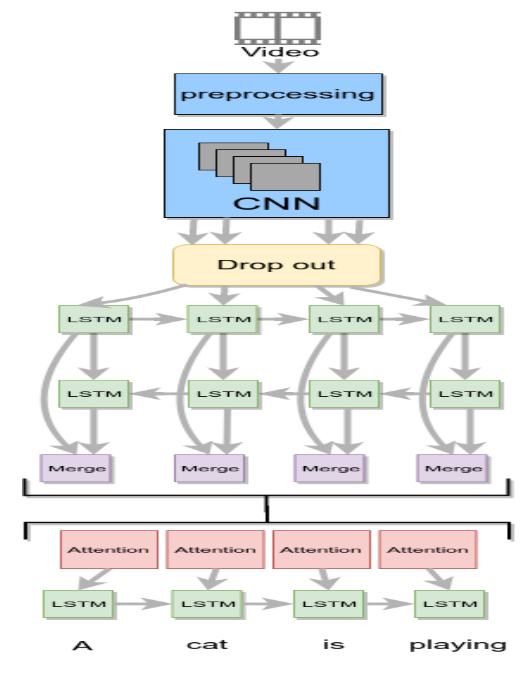 Video
preprocessing
CNN
Drop out
LSTM LSTM LSTM LSTM
LSTM LSTM LSTM LSTM
Merge Merge Merge Merge
Attention Attention Attention Attention
LSTM LSTM LSTM LSTM
A cat is playing